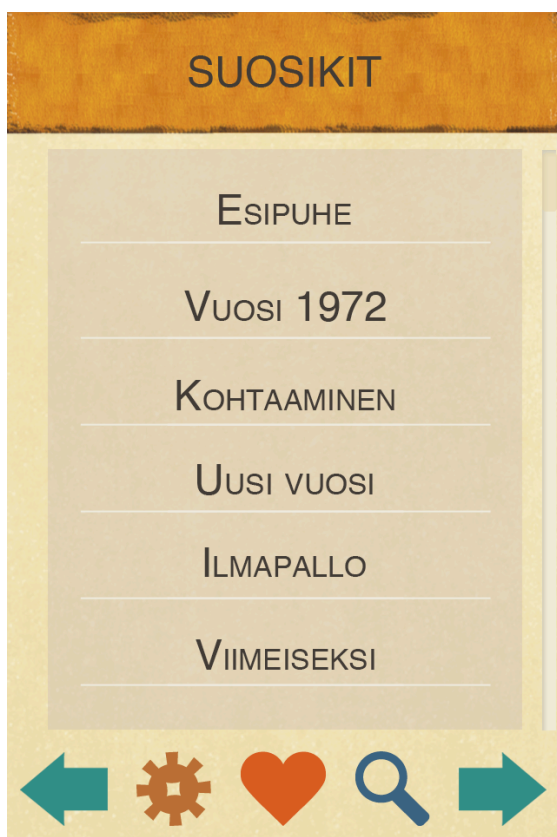 SUOSIKIT
Esipuhe
Vuosi 1972
Kohtaaminen
Uusi vuosi
Ilmapallo
Viimeiseksi